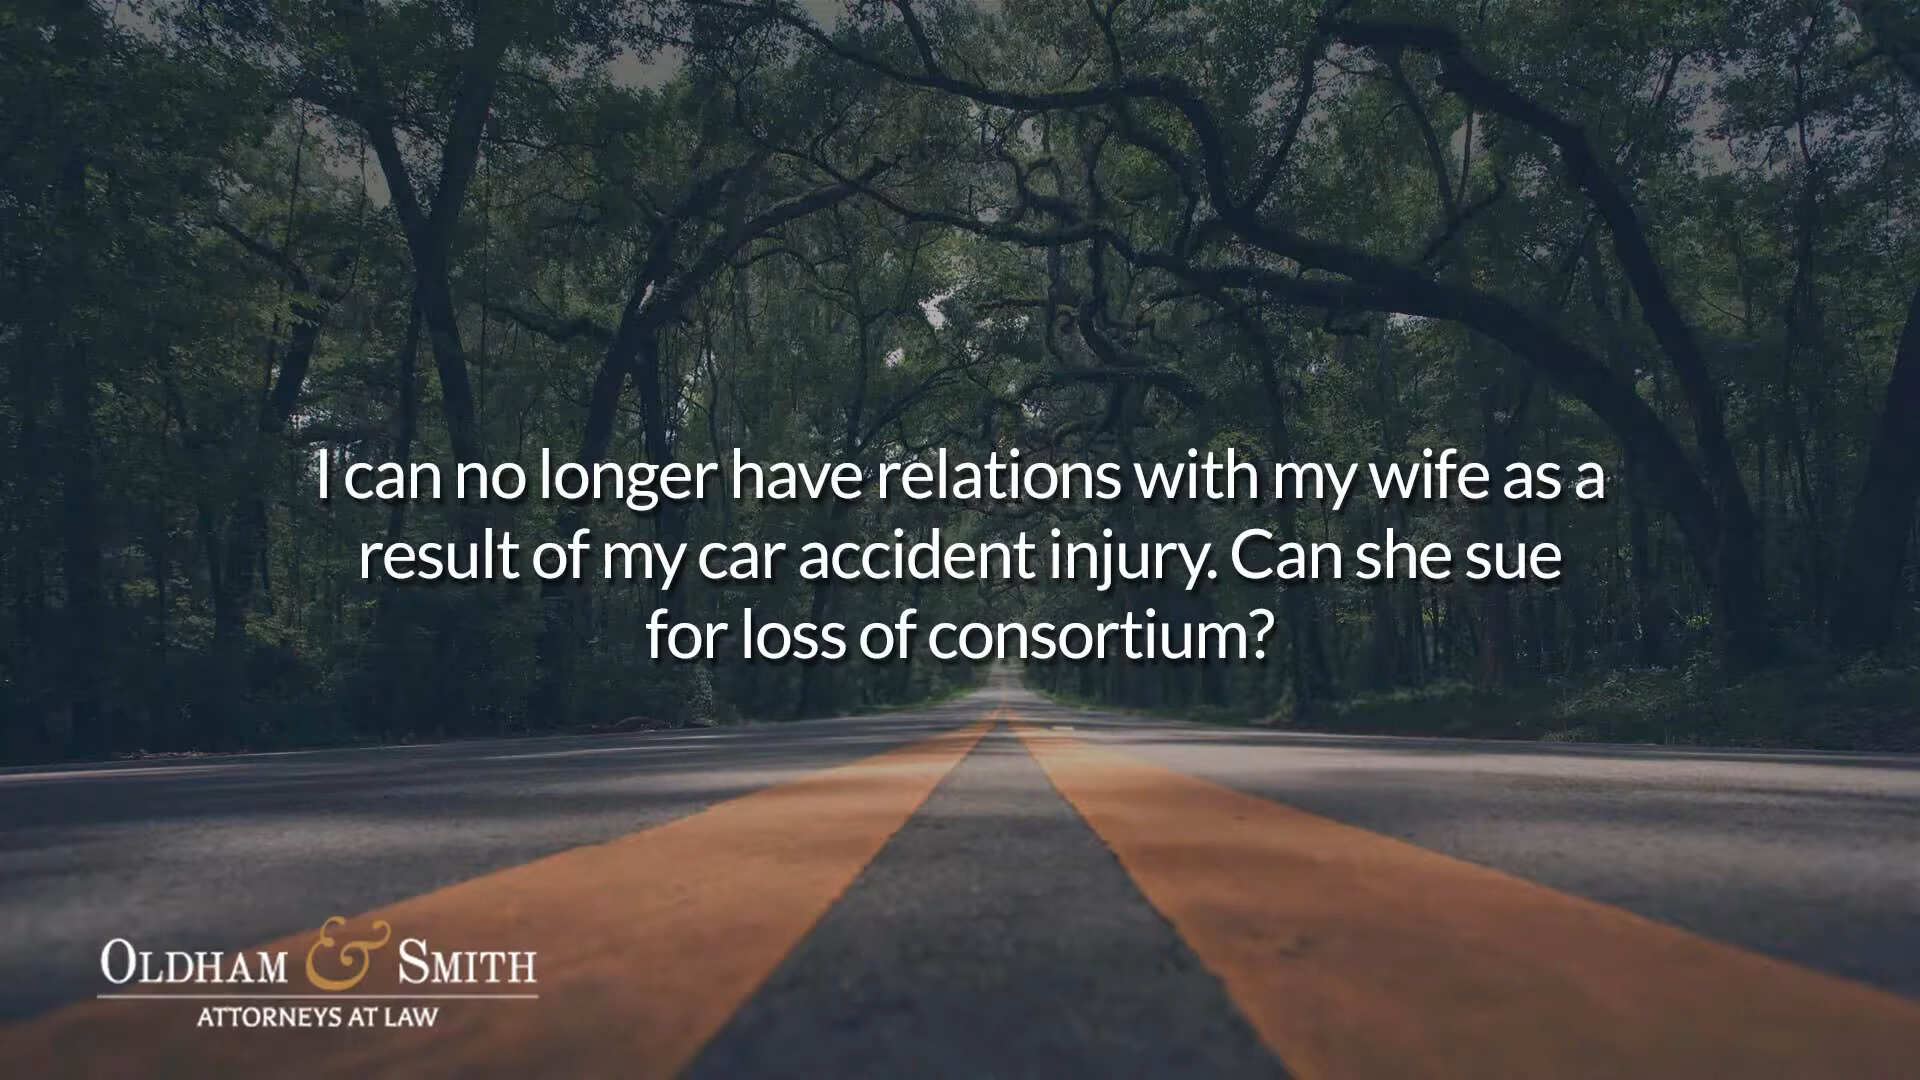 I can no longer have relations with my wife as a
result of my car accident injury. Can she sue
for loss of consortium?
OLDHAM & SMITH
ATTORNEYS AT LAW